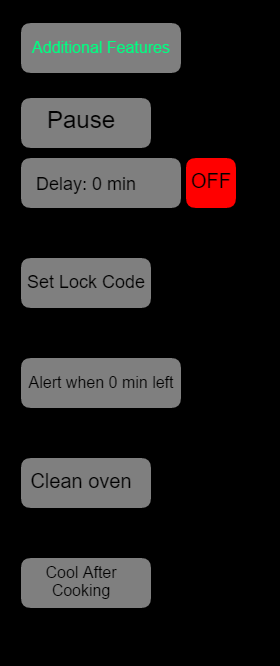 Additional Features
Pause
Delay: 0 min
OFF
Set Lock Code
Alert when 0 min left
Clean oven
Cool After
Cooking